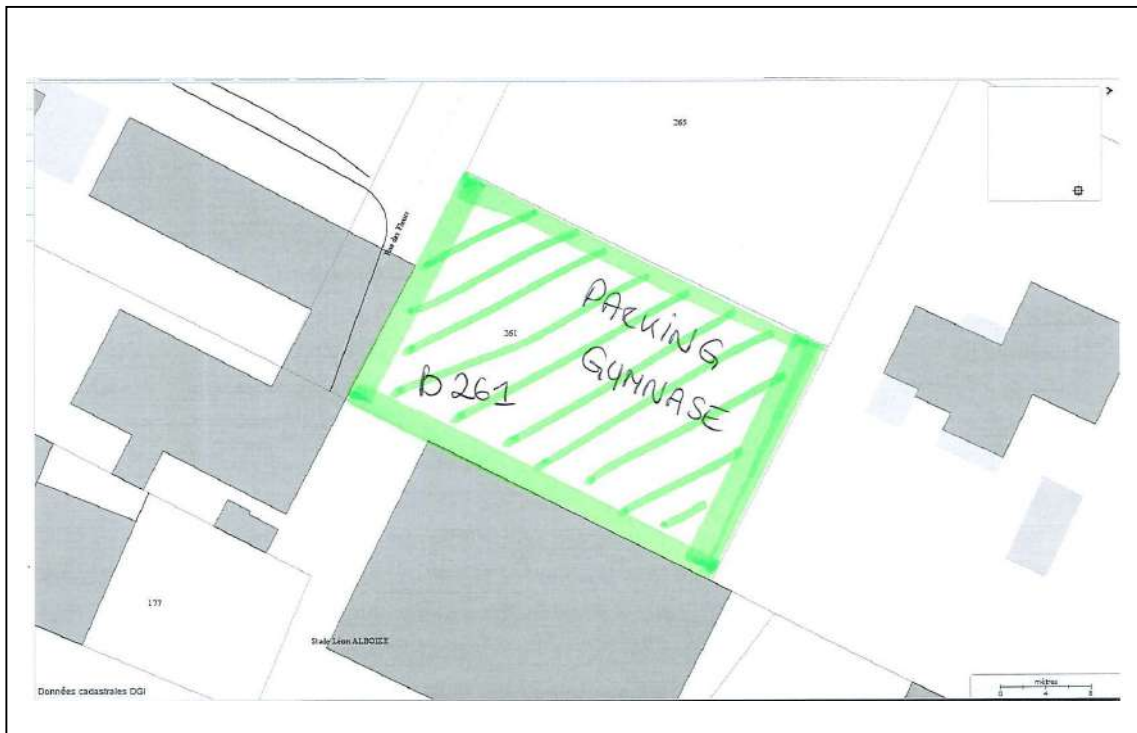 265
Rue des Fleurs
PARKING
GYMNASE
261
B 261
177
Stade Léon ALBOIZE
Données cadastrales DGI
mètres
0 4 8